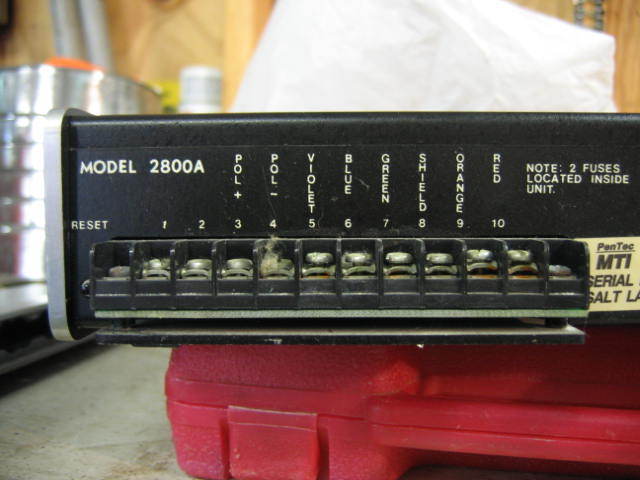 MODEL 2800A
POL +
POL -
VIOLET
BLUE
GREEN
SHIELD
ORANGE
RED
NOTE: 2 FUSES
LOCATED INSIDE
UNIT.
RESET 1 2 3 4 5 6 7 8 9 10
PenTec
MTI
SERIAL
SALT LA